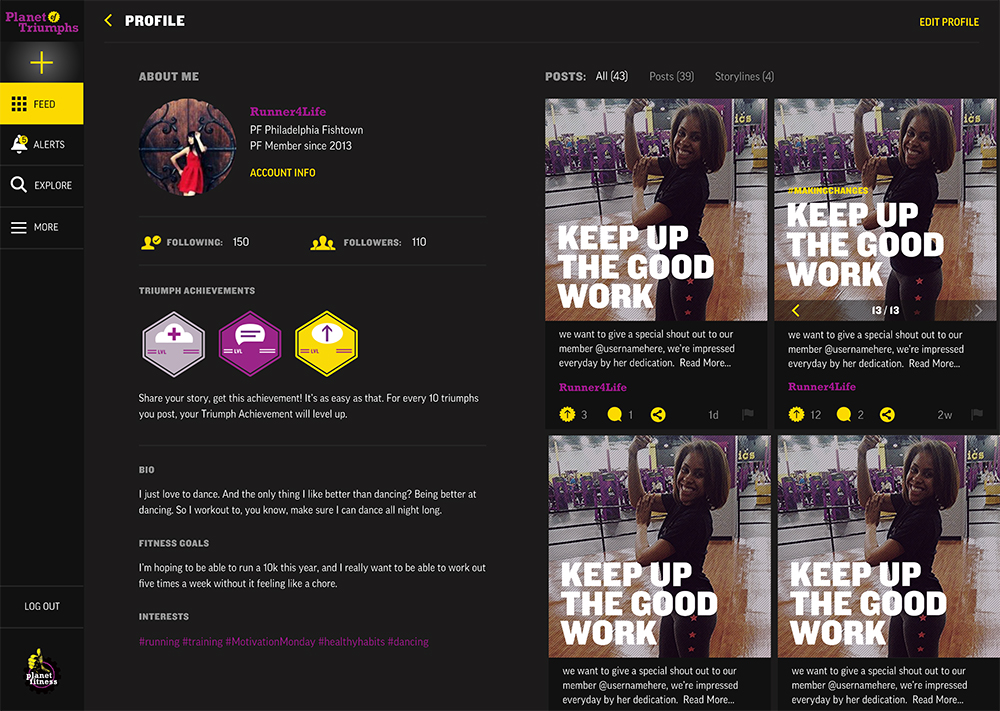 Planet of
Triumphs
FEED
5
ALERTS
EXPLORE
MORE
LOG OUT
planet
fitness
PROFILE
EDIT PROFILE
ABOUT ME
Runner4Life
PF Philadelphia Fishtown
PF Member since 2013
ACCOUNT INFO
FOLLOWING: 150
FOLLOWERS: 110
TRIUMPH ACHIEVEMENTS
LVL
LVL
LVL
Share your story, get this achievement! It's as easy as that. For every 10 triumphs
you post, your Triumph Achievement will level up.
BIO
I just love to dance. And the only thing I like better than dancing? Being better at
dancing. So I workout to, you know, make sure I can dance all night long.
FITNESS GOALS
I'm hoping to be able to run a 10k this year, and I really want to be able to work out
five times a week without it feeling like a chore.
INTERESTS
#running #training #MotivationMonday #healthyhabits #dancing
POSTS: All (43) Posts (39) Storylines (4)
ics
KEEP UP
THE GOOD
WORK
we want to give a special shout out to our
member @usernamehere, we're impressed
everyday by her dedication. Read More...
Runner4Life
3 1 1d
ics
#MAKINGCHANGES
KEEP UP
THE GOOD
WORK
13 / 13
we want to give a special shout out to our
member @usernamehere, we're impressed
everyday by her dedication. Read More...
Runner4Life
12 2 2w
ics
KEEP UP
THE GOOD
WORK
we want to give a special shout out to our
member @usernamehere, we're impressed
everyday by her dedication. Read More...
ics
KEEP UP
THE GOOD
WORK
we want to give a special shout out to our
member @usernamehere, we're impressed
everyday by her dedication. Read More...